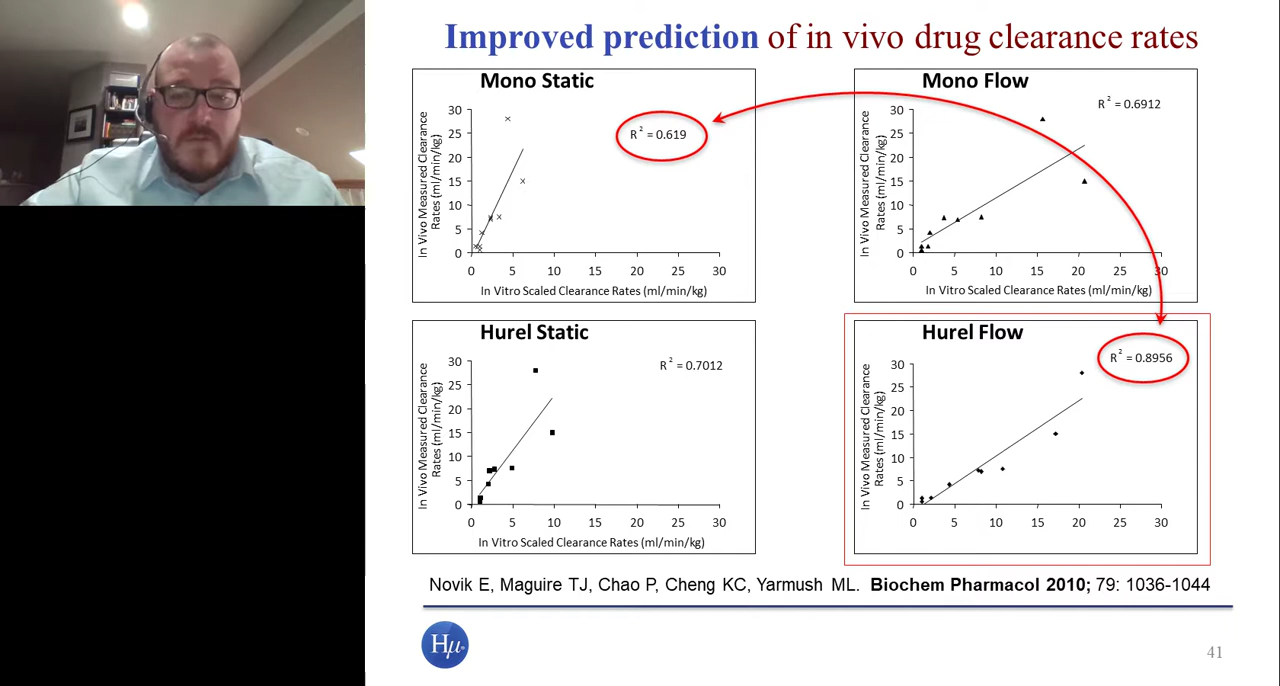 Improved prediction of in vivo drug clearance rates
Mono Static
R² = 0.619
In Vivo Measured Clearance
Rates (ml/min/kg)
30
25
20
15
10
5
0
0 5 10 15 20 25 30
In Vitro Scaled Clearance Rates (ml/min/kg)
Mono Flow
R² = 0.6912
In Vivo Measured Clearance
Rates (ml/min/kg)
30
25
20
15
10
5
0
0 5 10 15 20 25 30
In Vitro Scaled Clearance Rates (ml/min/kg)
Hurel Static
R² = 0.7012
In Vivo Measured Clearance
Rates (ml/min/kg)
30
25
20
15
10
5
0
0 5 10 15 20 25 30
In Vitro Scaled Clearance Rates (ml/min/kg)
Hurel Flow
R² = 0.8956
In Vivo Measured Clearance
Rates (ml/min/kg)
30
25
20
15
10
5
0
0 5 10 15 20 25 30
Novik E, Maguire TJ, Chao P, Cheng KC, Yarmush ML. Biochem Pharmacol 2010; 79: 1036-1044
Hμ
41